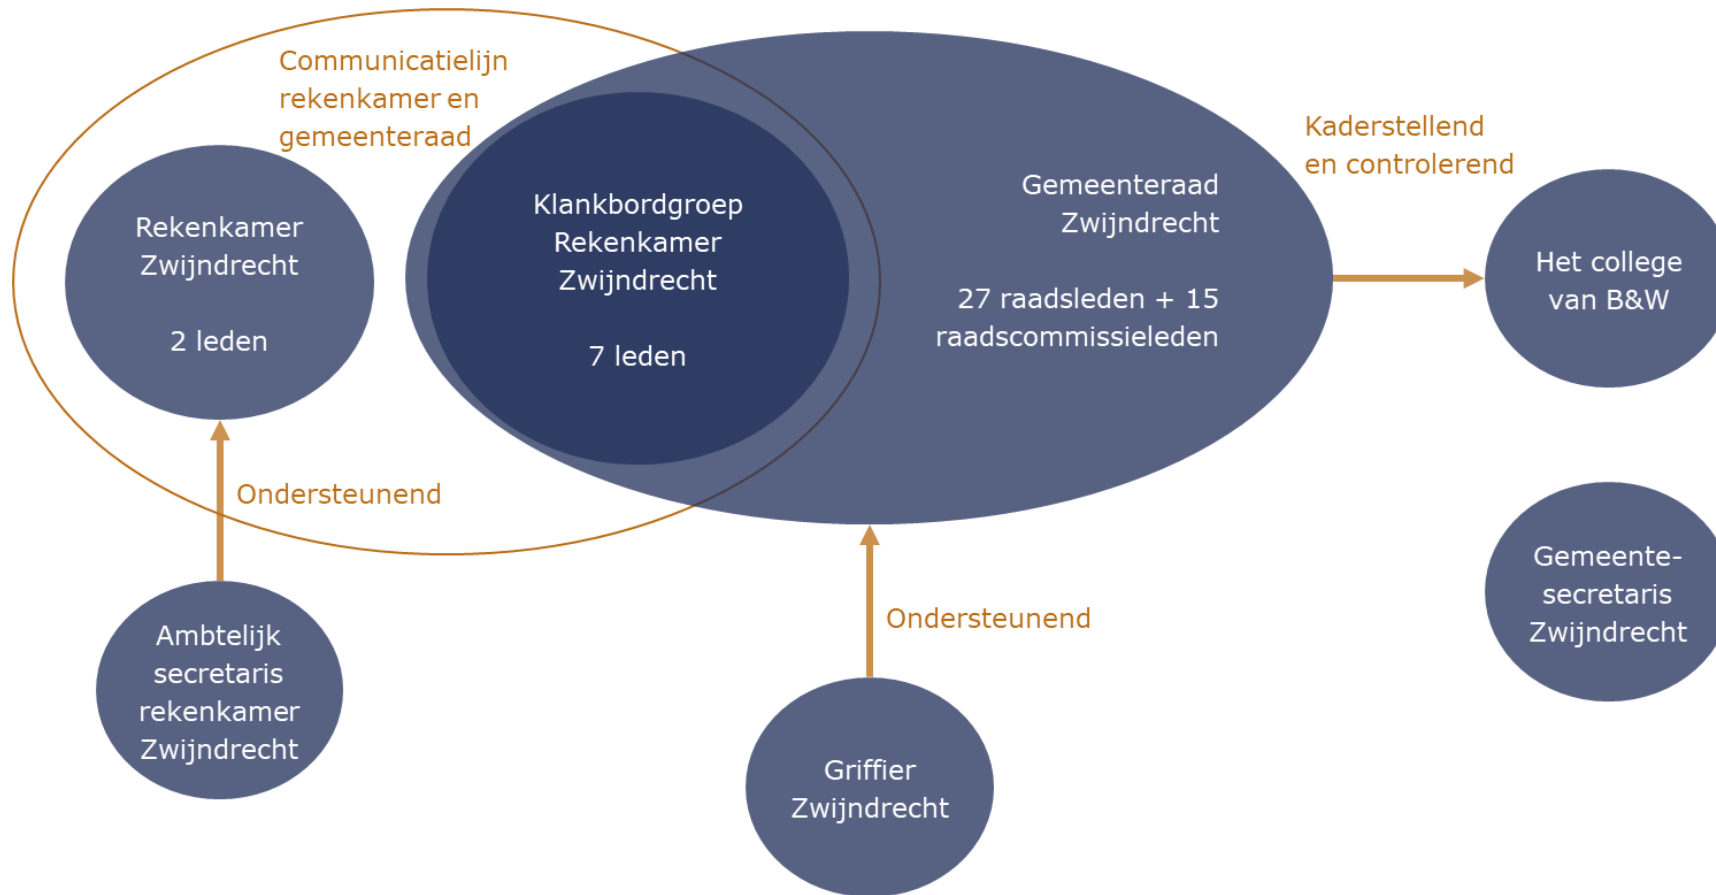 Communicatielijn
rekenkamer en
gemeenteraad
Rekenkamer
Zwijndrecht
2 leden
Klankbordgroep
Rekenkamer
Zwijndrecht
7 leden
Gemeenteraad
Zwijndrecht
27 raadsleden + 15
raadscommissieleden
Kaderstellend
en controlerend
Het college
van B&W
Ondersteunend
Ambtelijk
secretaris
rekenkamer
Zwijndrecht
Ondersteunend
Griffier
Zwijndrecht
Gemeente-
secretaris
Zwijndrecht